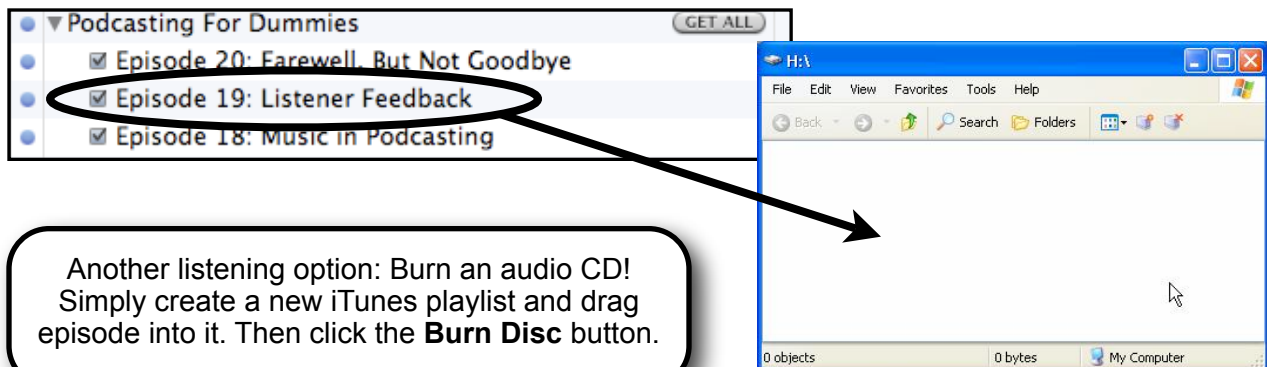 Podcasting For Dummies GET ALL
Episode 20: Farewell, But Not Goodbye
Episode 19: Listener Feedback
Episode 18: Music in Podcasting
H:\
File Edit View Favorites Tools Help
Back Search Folders
Another listening option: Burn an audio CD!
Simply create a new iTunes playlist and drag
episode into it. Then click the Burn Disc button.
0 objects 0 bytes My Computer